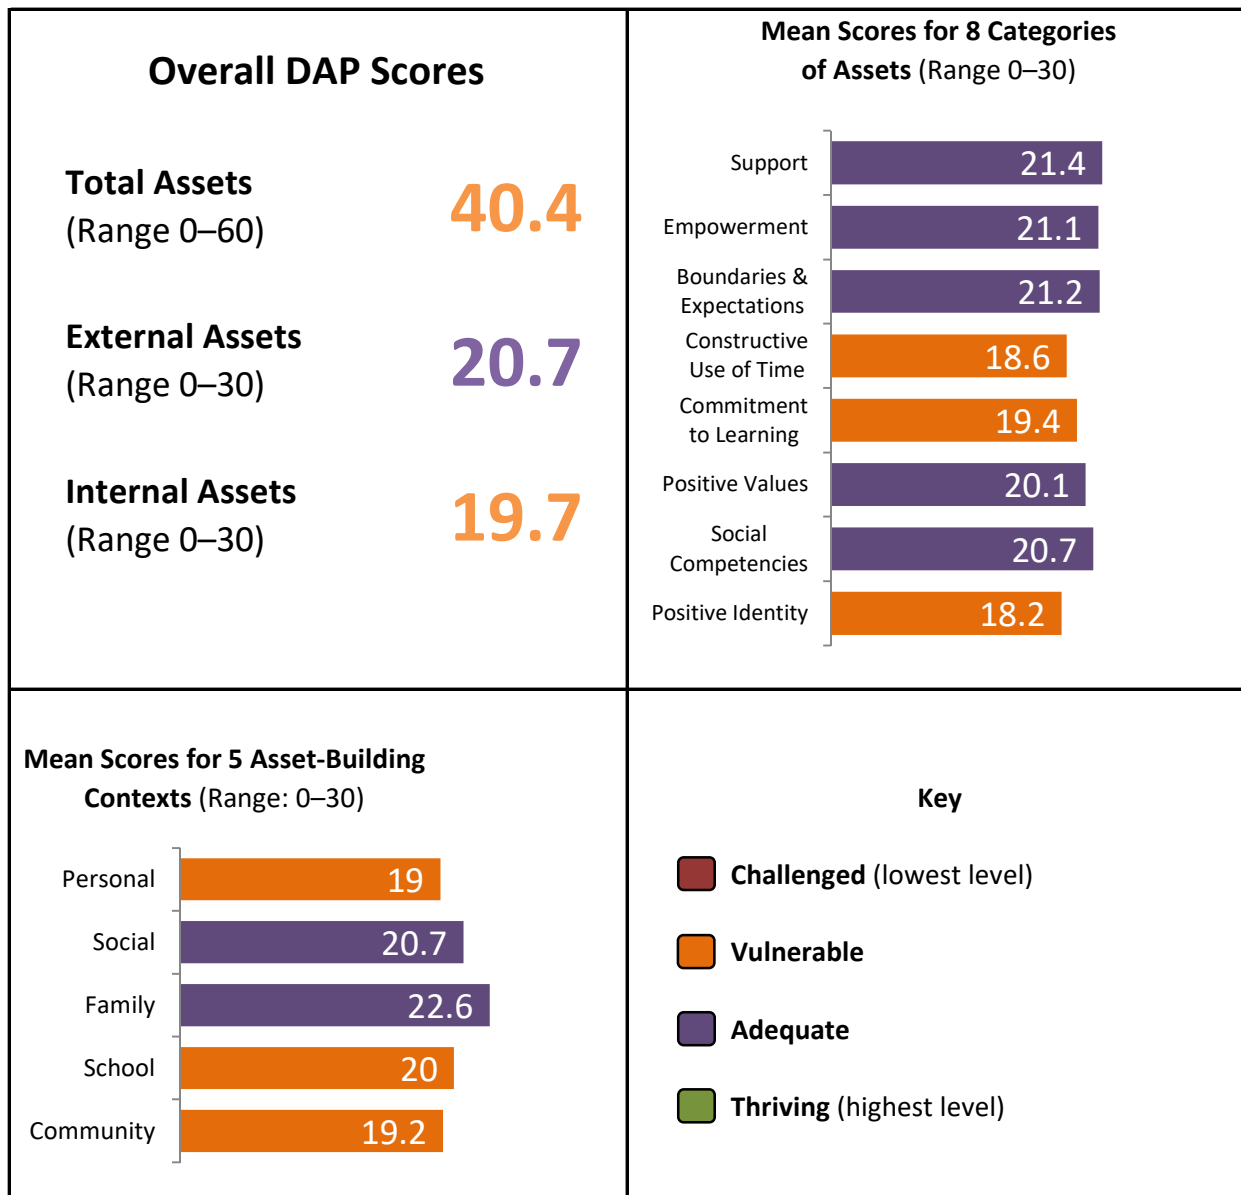 Overall DAP Scores
Total Assets
(Range 0–60)
40.4
External Assets
(Range 0–30)
20.7
Internal Assets
(Range 0–30)
19.7
Mean Scores for 8 Categories
of Assets (Range 0–30)
Support
21.4
Empowerment
21.1
Boundaries &
Expectations
21.2
Constructive
Use of Time
18.6
Commitment
to Learning
19.4
Positive Values
20.1
Social
Competencies
20.7
Positive Identity
18.2
Mean Scores for 5 Asset-Building
Contexts (Range: 0–30)
Personal
19
Social
20.7
Family
22.6
School
20
Community
19.2
Key
Challenged (lowest level)
Vulnerable
Adequate
Thriving (highest level)